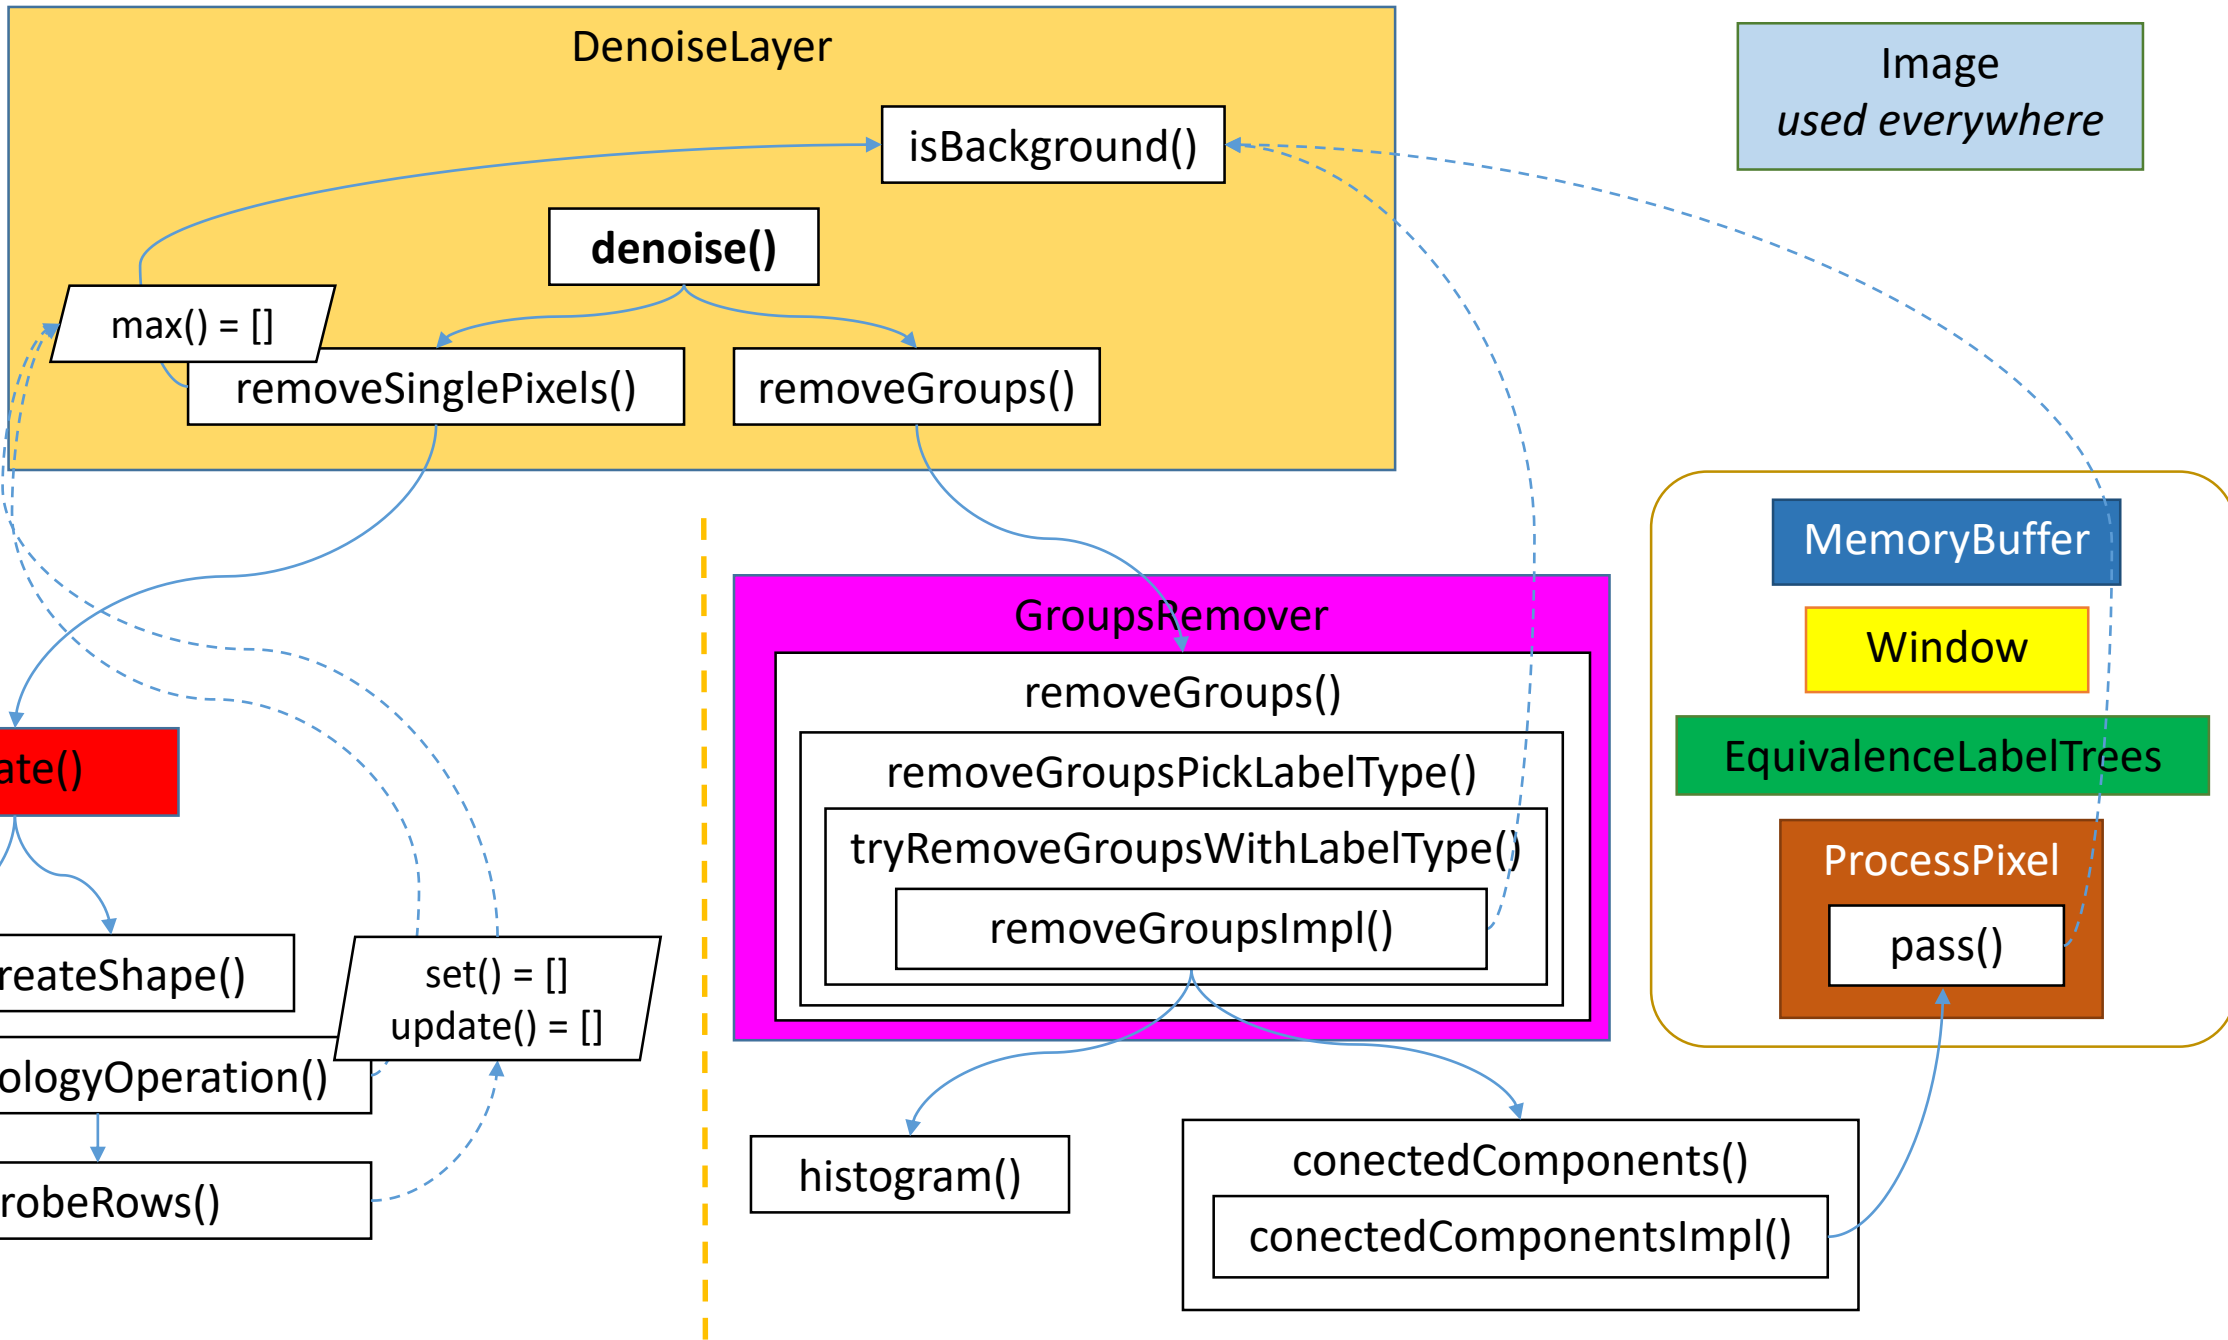 DenoiseLayer
Image
used everywhere
isBackground()
denoise()
max() = []
removeSinglePixels()
removeGroups()
MemoryBuffer
GroupsRemover
Window
removeGroups()
ate()
removeGroupsPickLabelType()
EquivalenceLabelTrees
tryRemoveGroupsWithLabelType()
ProcessPixel
removeGroupsImpl()
pass()
reateShape()
set() = []
update() = []
ologyOperation()
histogram()
conectedComponents()
robeRows()
conectedComponentsImpl()